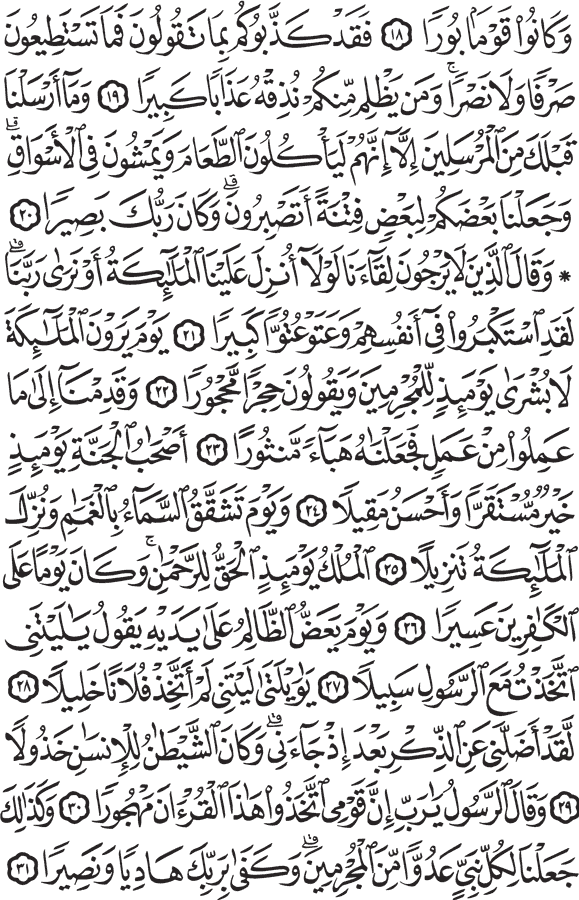 وَكَانُوا۟ قَوْمًۢا بُورًا ١٨ فَقَدْ كَذَّبُوكُم بِمَا تَقُولُونَ فَمَا تَسْتَطِيعُونَ
صَرْفًا وَلَا نَصْرًا ۚ وَمَن يَظْلِم مِّنكُمْ نُذِقْهُ عَذَابًا كَبِيرًا ١٩ وَمَآ أَرْسَلْنَا
قَبْلَكَ مِنَ ٱلْمُرْسَلِينَ إِلَّآ إِنَّهُمْ لَيَأْكُلُونَ ٱلطَّعَامَ وَيَمْشُونَ فِى ٱلْأَسْوَاقِ ۗ
وَجَعَلْنَا بَعْضَكُمْ لِبَعْضٍ فِتْنَةً أَتَصْبِرُونَ ۗ وَكَانَ رَبُّكَ بَصِيرًا ٢٠
* وَقَالَ ٱلَّذِينَ لَا يَرْجُونَ لِقَآءَنَا لَوْلَآ أُنزِلَ عَلَيْنَا ٱلْمَلَٰٓئِكَةُ أَوْ نَرَىٰ رَبَّنَا ۗ
لَقَدِ ٱسْتَكْبَرُوا۟ فِىٓ أَنفُسِهِمْ وَعَتَوْ عُتُوًّا كَبِيرًا ٢١ يَوْمَ يَرَوْنَ ٱلْمَلَٰٓئِكَةَ
لَا بُشْرَىٰ يَوْمَئِذٍ لِّلْمُجْرِمِينَ وَيَقُولُونَ حِجْرًا مَّحْجُورًا ٢٢ وَقَدِمْنَآ إِلَىٰ مَا
عَمِلُوا۟ مِنْ عَمَلٍ فَجَعَلْنَٰهُ هَبَآءً مَّنثُورًا ٢٣ أَصْحَٰبُ ٱلْجَنَّةِ يَوْمَئِذٍ
خَيْرٌ مُّسْتَقَرًّا وَأَحْسَنُ مَقِيلًا ٢٤ وَيَوْمَ تَشَقَّقُ ٱلسَّمَآءُ بِٱلْغَمَٰمِ وَنُزِّلَ
ٱلْمَلَٰٓئِكَةُ تَنزِيلًا ٢٥ ٱلْمُلْكُ يَوْمَئِذٍ ٱلْحَقُّ لِلرَّحْمَٰنِ ۚ وَكَانَ يَوْمًا عَلَى
ٱلْكَٰفِرِينَ عَسِيرًا ٢٦ وَيَوْمَ يَعَضُّ ٱلظَّالِمُ عَلَىٰ يَدَيْهِ يَقُولُ يَٰلَيْتَنِى
ٱتَّخَذْتُ مَعَ ٱلرَّسُولِ سَبِيلًا ٢٧ يَٰوَيْلَتَىٰ لَيْتَنِى لَمْ أَتَّخِذْ فُلَانًا خَلِيلًا ٢٨
لَّقَدْ أَضَلَّنِى عَنِ ٱلذِّكْرِ بَعْدَ إِذْ جَآءَنِى ۗ وَكَانَ ٱلشَّيْطَٰنُ لِلْإِنسَٰنِ خَذُولًا
٢٩ وَقَالَ ٱلرَّسُولُ يَٰرَبِّ إِنَّ قَوْمِى ٱتَّخَذُوا۟ هَٰذَا ٱلْقُرْءَانَ مَهْجُورًا ٣٠ وَكَذَٰلِكَ
جَعَلْنَا لِكُلِّ نَبِىٍّ عَدُوًّا مِّنَ ٱلْمُجْرِمِينَ ۗ وَكَفَىٰ بِرَبِّكَ هَادِيًا وَنَصِيرًا ٣١